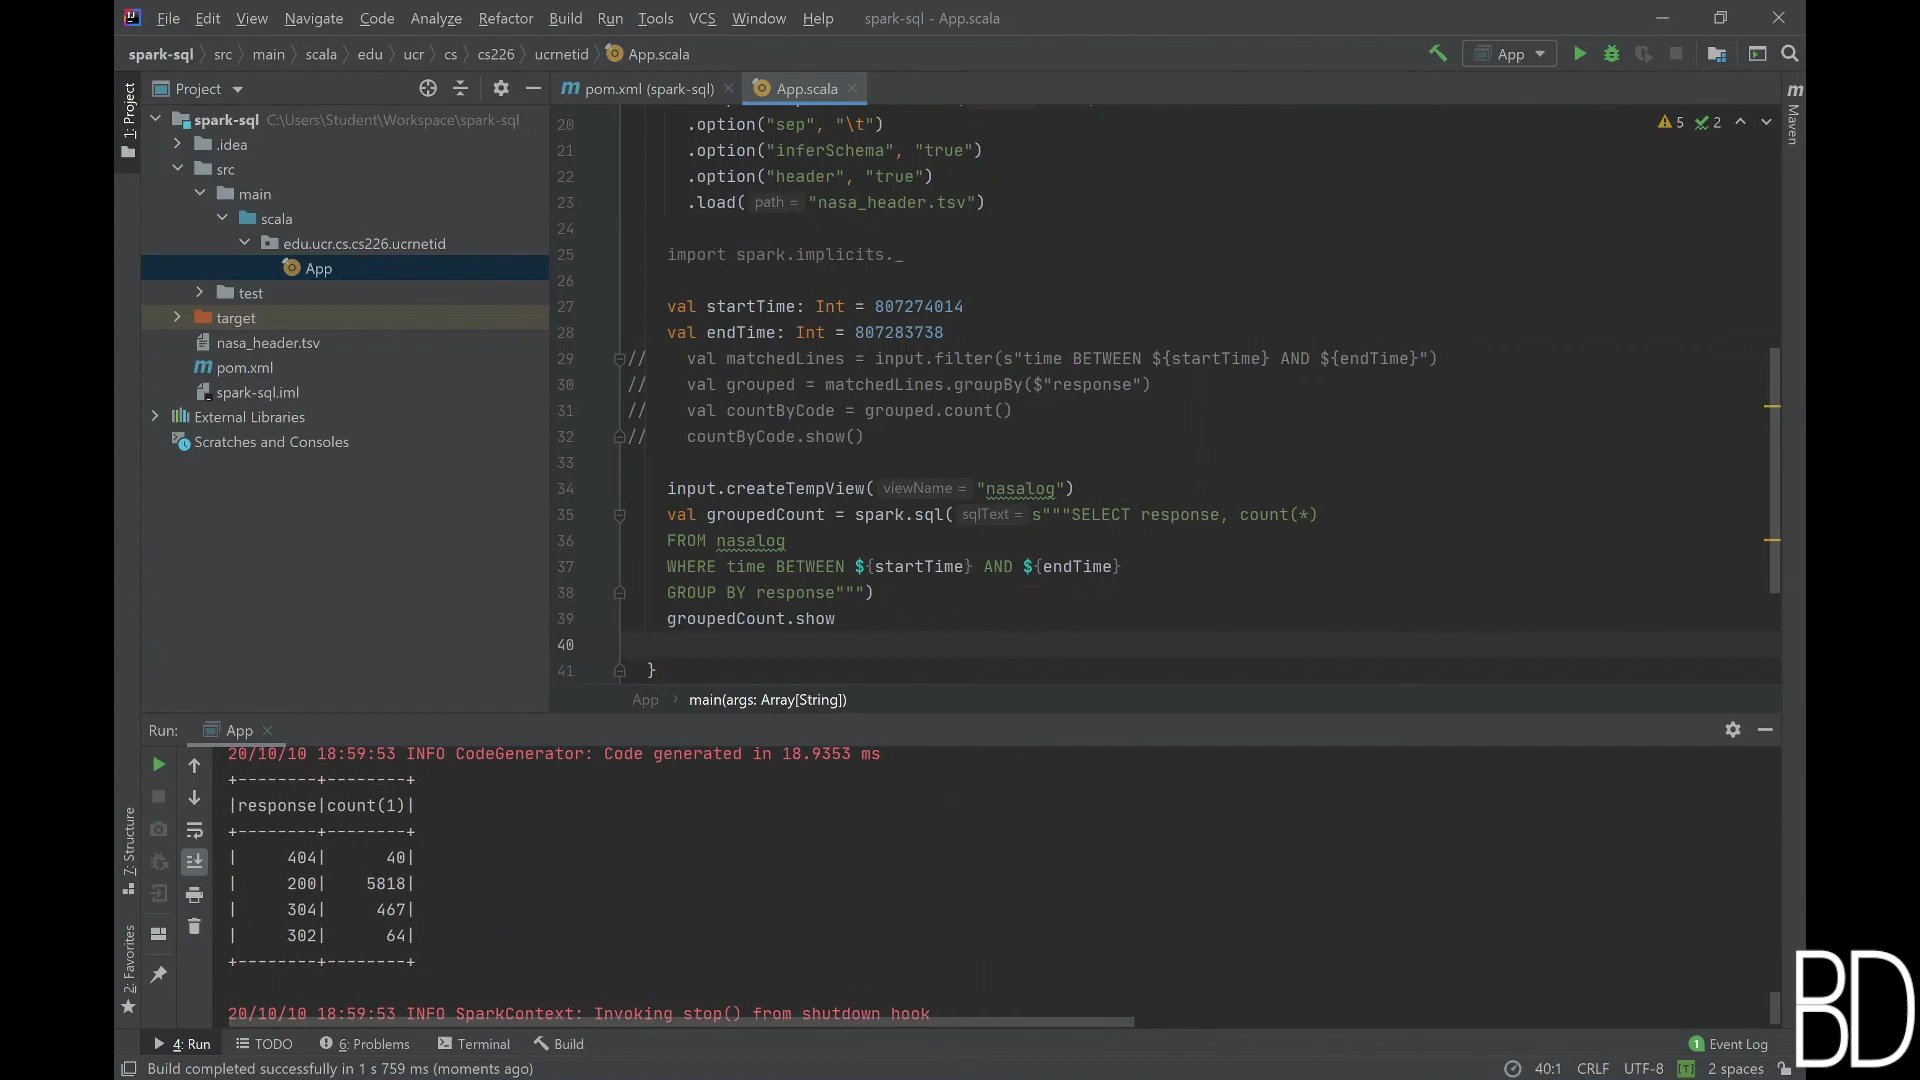 File Edit View Navigate Code Analyze Refactor Build Run Tools VCS Window Help spark-sql - App.scala
spark-sql src main scala edu ucr cs cs226 ucrnetid App.scala
App
Project
pom.xml (spark-sql)
App.scala
1: Project
Maven
spark-sql C:\Users\Student\Workspace\spark-sql
.idea
src
main
scala
edu.ucr.cs.cs226.ucrnetid
App
test
target
nasa_header.tsv
pom.xml
spark-sql.iml
External Libraries
Scratches and Consoles
5 2
20 .option("sep", "\t")
21 .option("inferSchema", "true")
22 .option("header", "true")
23 .load( path = "nasa_header.tsv")
24
25 import spark.implicits._
26
27 val startTime: Int = 807274014
28 val endTime: Int = 807283738
29 // val matchedLines = input.filter(s"time BETWEEN ${startTime} AND ${endTime}")
30 // val grouped = matchedLines.groupBy($"response")
31 // val countByCode = grouped.count()
32 // countByCode.show()
33
34 input.createTempView( viewName = "nasalog")
35 val groupedCount = spark.sql( sqlText = s"""SELECT response, count(*)
36 FROM nasalog
37 WHERE time BETWEEN ${startTime} AND ${endTime}
38 GROUP BY response""")
39 groupedCount.show
40
41 }
App main(args: Array[String])
Run: App
20/10/10 18:59:53 INFO CodeGenerator: Code generated in 18.9353 ms
+--------+--------+
|response|count(1)|
+--------+--------+
|     404|      40|
|     200|    5818|
|     304|     467|
|     302|      64|
+--------+--------+
20/10/10 18:59:53 INFO SparkContext: Invoking stop() from shutdown hook
7: Structure
2: Favorites
4: Run TODO 6: Problems Terminal Build 1 Event Log
Build completed successfully in 1 s 759 ms (moments ago) 40:1 CRLF UTF-8 [T] 2 spaces
BD